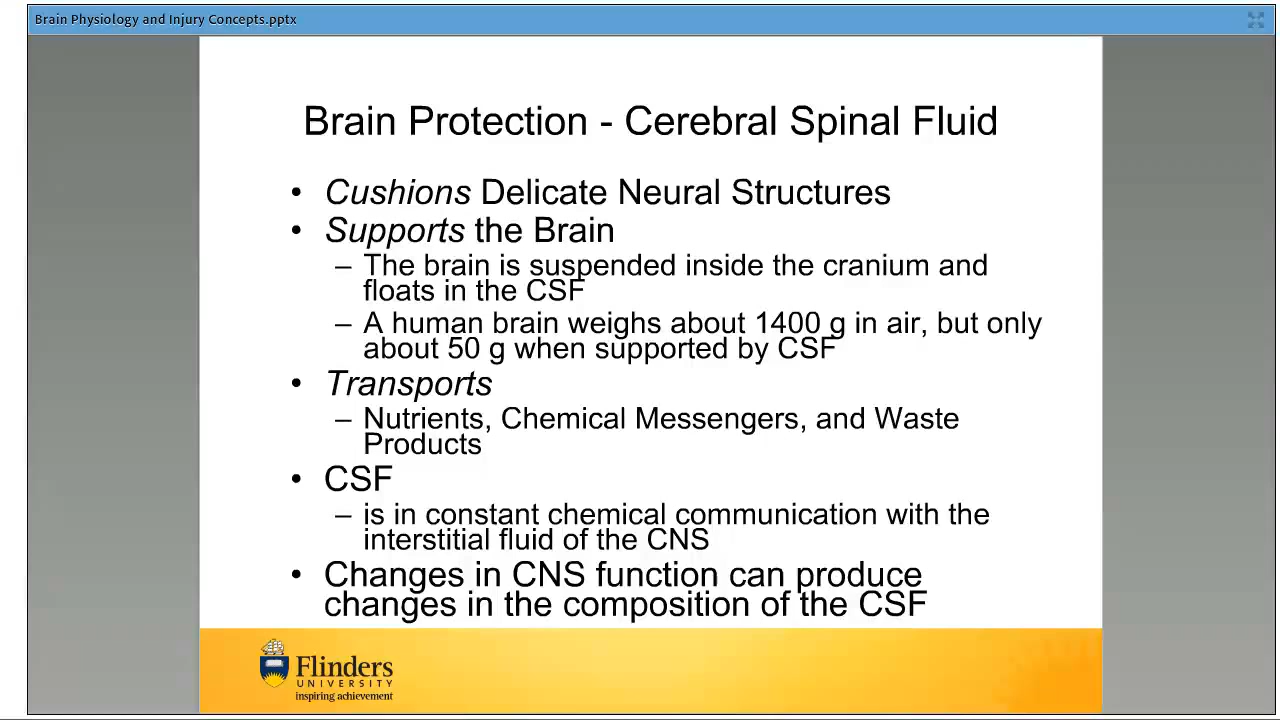 Brain Physiology and Injury Concepts.pptx
Brain Protection - Cerebral Spinal Fluid
• Cushions Delicate Neural Structures
• Supports the Brain
– The brain is suspended inside the cranium and
floats in the CSF
– A human brain weighs about 1400 g in air, but only
about 50 g when supported by CSF
• Transports
– Nutrients, Chemical Messengers, and Waste
Products
• CSF
– is in constant chemical communication with the
interstitial fluid of the CNS
• Changes in CNS function can produce
changes in the composition of the CSF
Flinders
UNIVERSITY
inspiring achievement